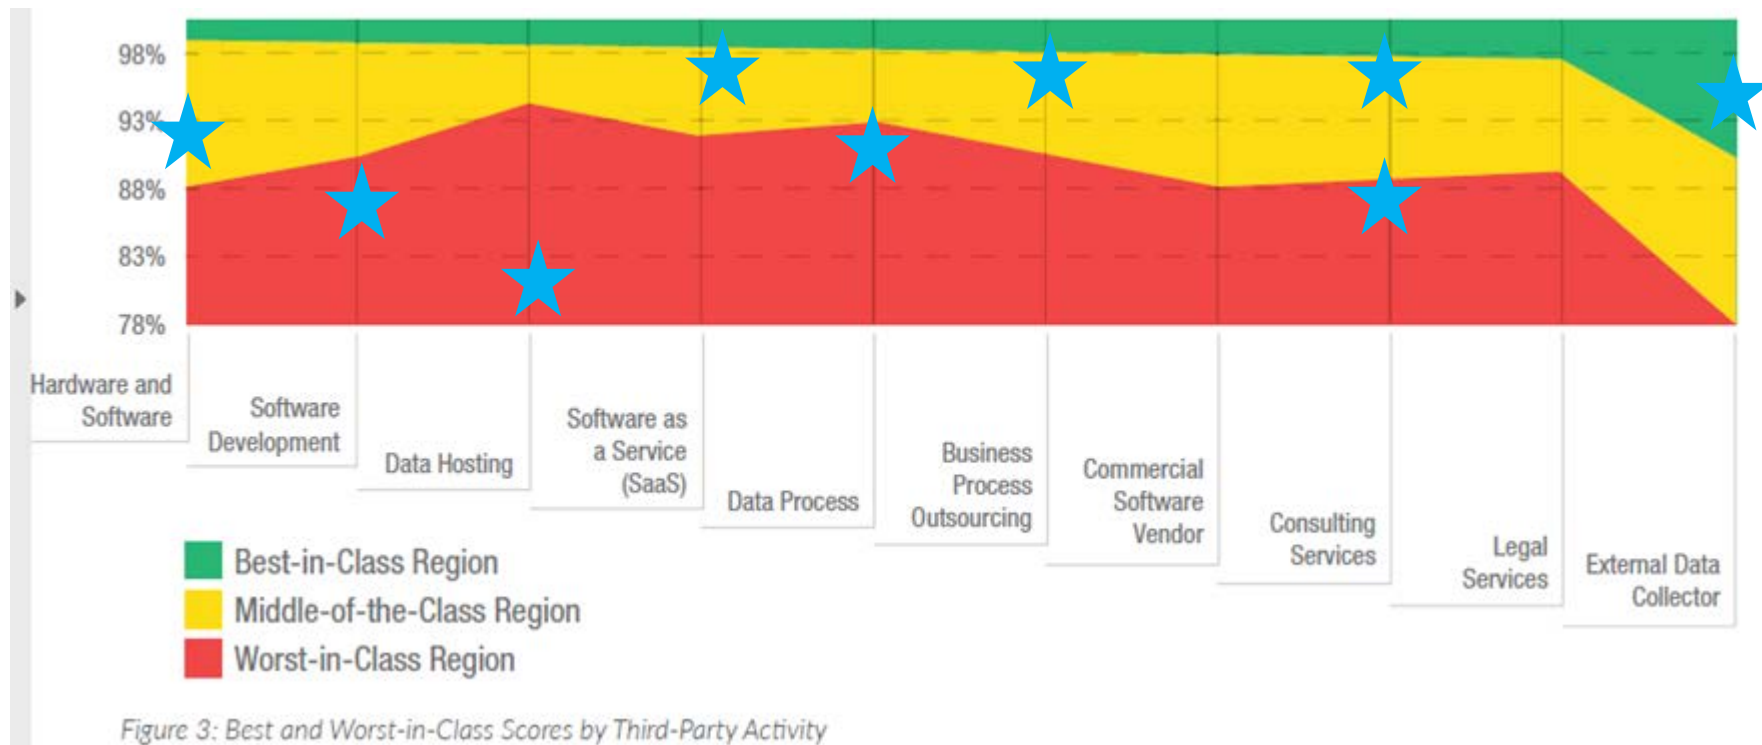 98%
93%
88%
83%
78%
Hardware and
Software
Software
Development
Data Hosting
Software as
a Service
(SaaS)
Data Process
Business
Process
Outsourcing
Commercial
Software
Vendor
Consulting
Services
Legal
Services
External Data
Collector
Best-in-Class Region
Middle-of-the-Class Region
Worst-in-Class Region
Figure 3: Best and Worst-in-Class Scores by Third-Party Activity